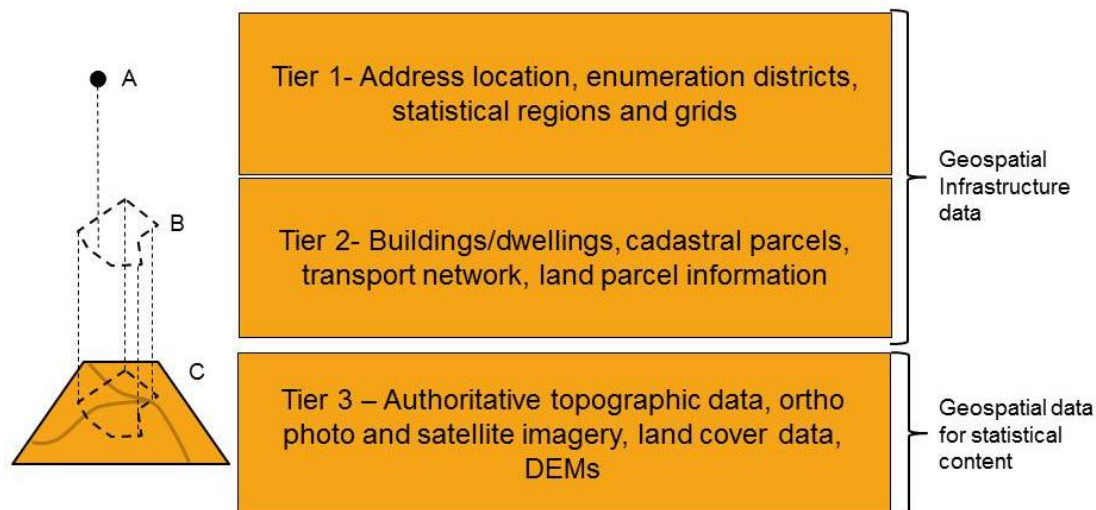 A
B
C
Tier 1- Address location, enumeration districts,
statistical regions and grids
Tier 2- Buildings/dwellings, cadastral parcels,
transport network, land parcel information
Tier 3 – Authoritative topographic data, ortho
photo and satellite imagery, land cover data,
DEMs
Geospatial
Infrastructure
data
Geospatial data
for statistical
content